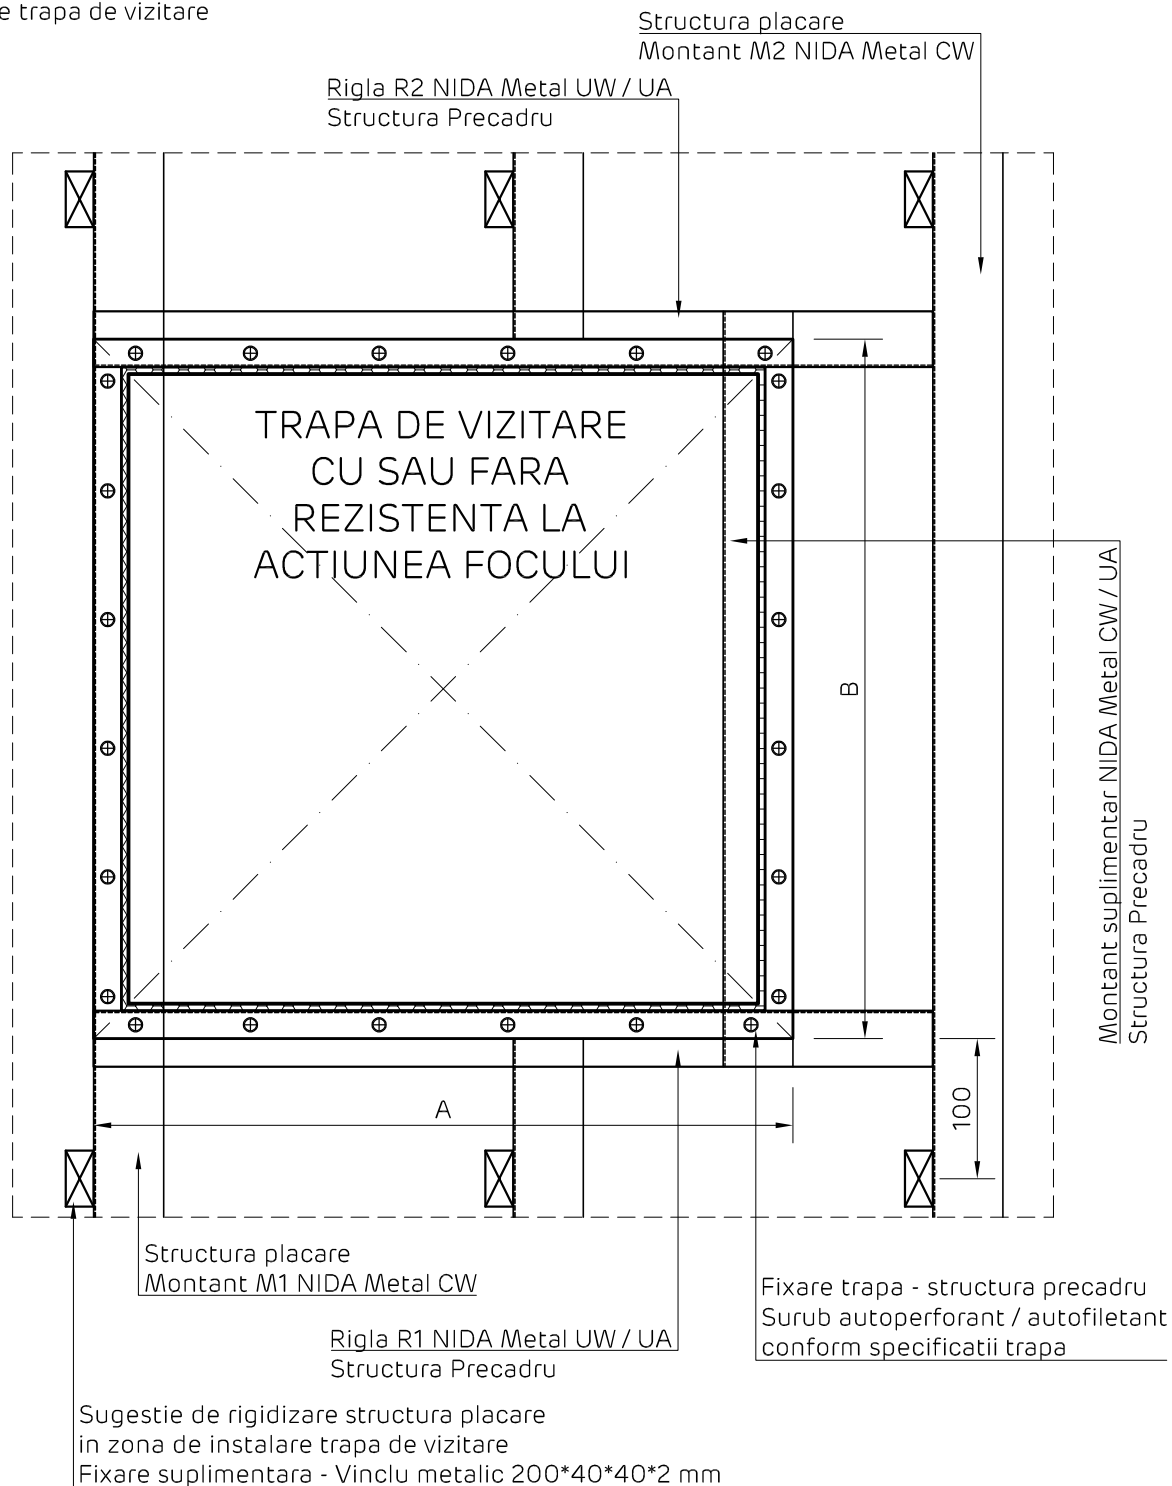 e trapa de vizitare
Structura placare
Montant M2 NIDA Metal CW
Rigla R2 NIDA Metal UW / UA
Structura Precadru
TRAPA DE VIZITARE
CU SAU FARA
REZISTENTA LA
ACTIUNEA FOCULUI
B
Montant suplimentar NIDA Metal CW / UA
Structura Precadru
A
100
Structura placare
Montant M1 NIDA Metal CW
Fixare trapa - structura precadru
Surub autoperforant / autofiletant
conform specificatii trapa
Rigla R1 NIDA Metal UW / UA
Structura Precadru
Sugestie de rigidizare structura placare
in zona de instalare trapa de vizitare
Fixare suplimentara - Vinclu metalic 200*40*40*2 mm